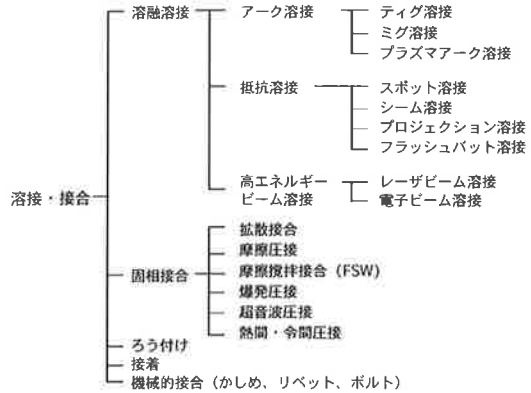 溶接・接合
溶融溶接
アーク溶接
ティグ溶接
ミグ溶接
プラズマアーク溶接
抵抗溶接
スポット溶接
シーム溶接
プロジェクション溶接
フラッシュバット溶接
高エネルギー
ビーム溶接
レーザビーム溶接
電子ビーム溶接
固相接合
拡散接合
摩擦圧接
摩擦撹拌接合（FSW）
爆発圧接
超音波圧接
熱間・令間圧接
ろう付け
接着
機械的接合（かしめ、リベット、ボルト）